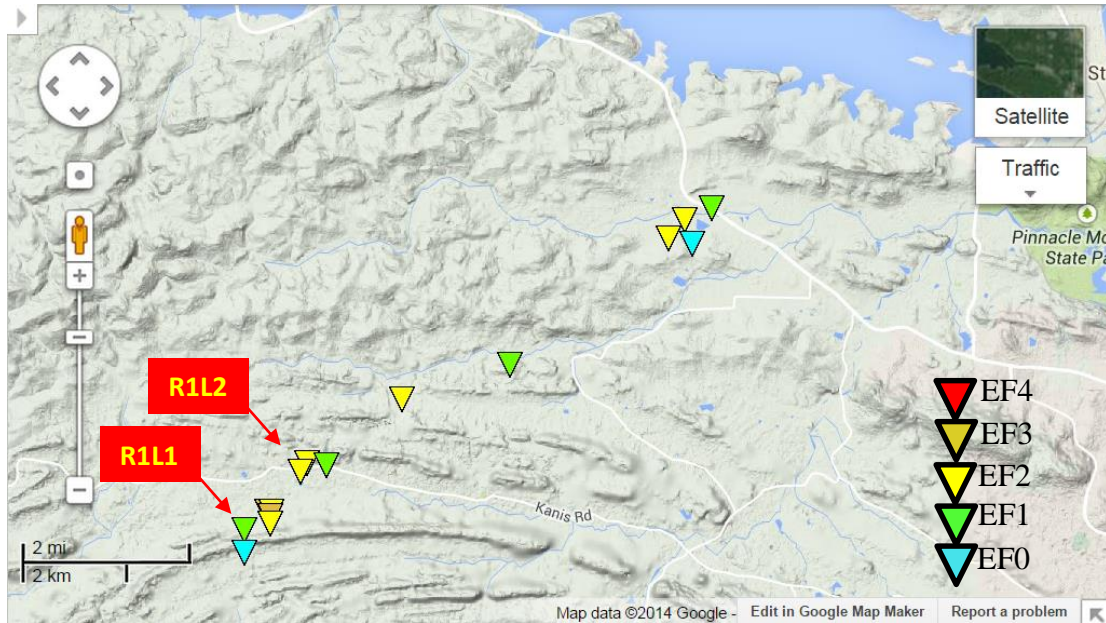 Satellite
St
Traffic
Pinnacle Mo
State Pa
R1L2
R1L1
EF4
EF3
EF2
EF1
EF0
Kanis Rd
2 mi
2 km
Map data ©2014 Google - Edit in Google Map Maker Report a problem